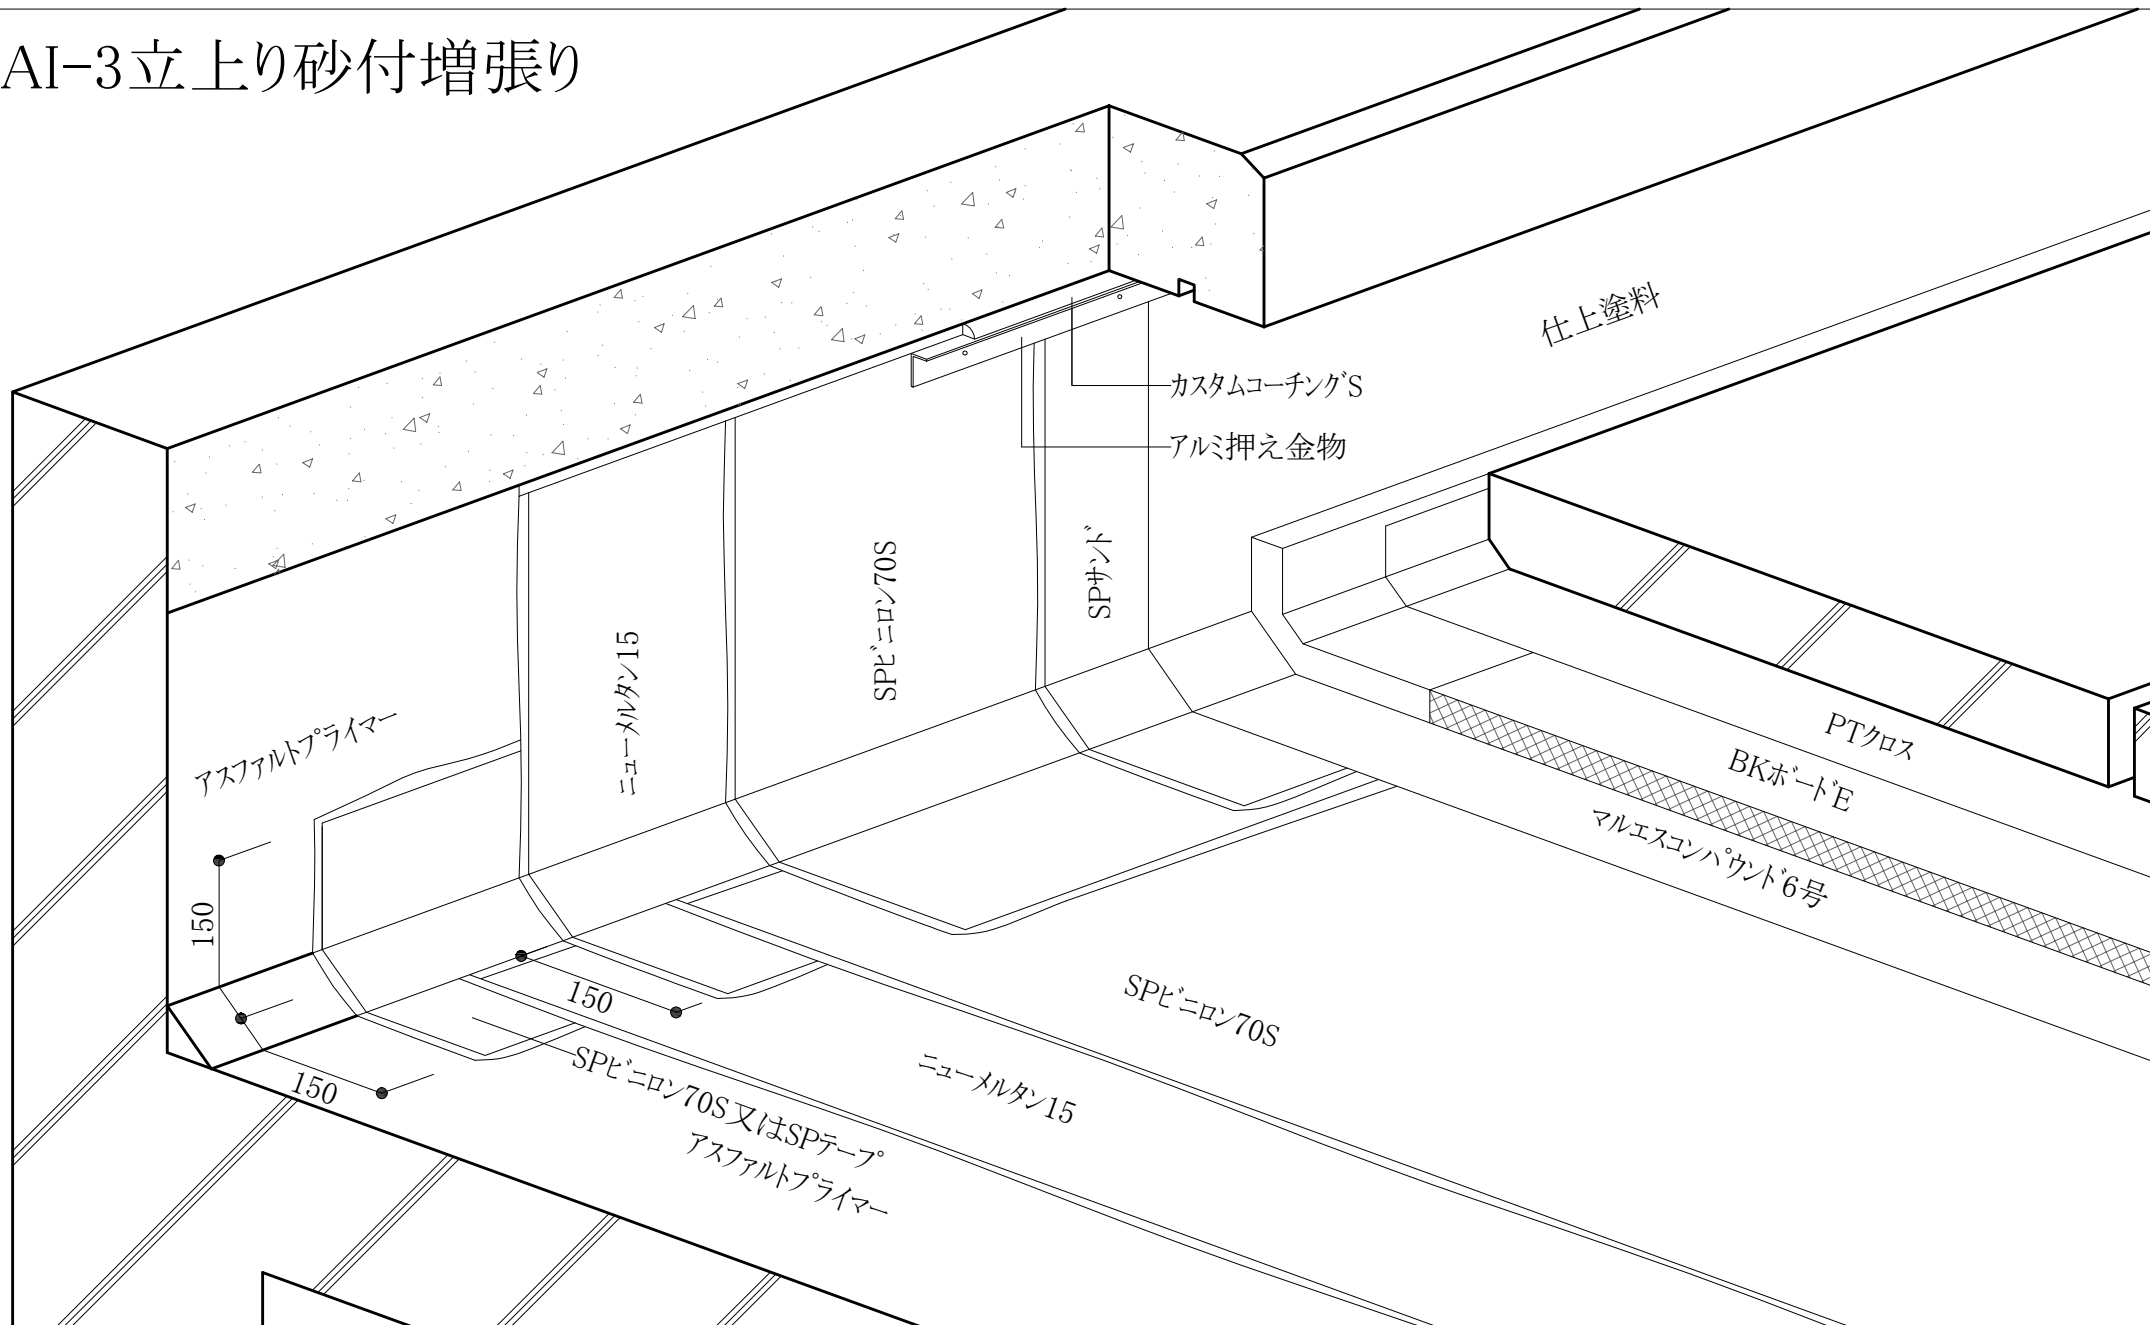 AI-3立上り砂付増張り
仕上塗料
カスタムコーチングS
アルミ押え金物
SPサンド
SPビニロン70S
ニューメルタン15
アスファルトプライマー
PTクロス
BKボードE
マルエスコンパウンド6号
150
150
150
SPビニロン70S
ニューメルタン15
SPビニロン70S又はSPテープ
アスファルトプライマー